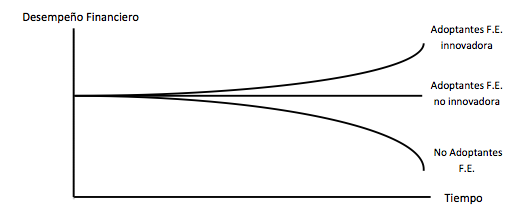 Desempeño Financiero
Adoptantes F.E.
innovadora
Adoptantes F.E.
no innovadora
No Adoptantes
F.E.
Tiempo